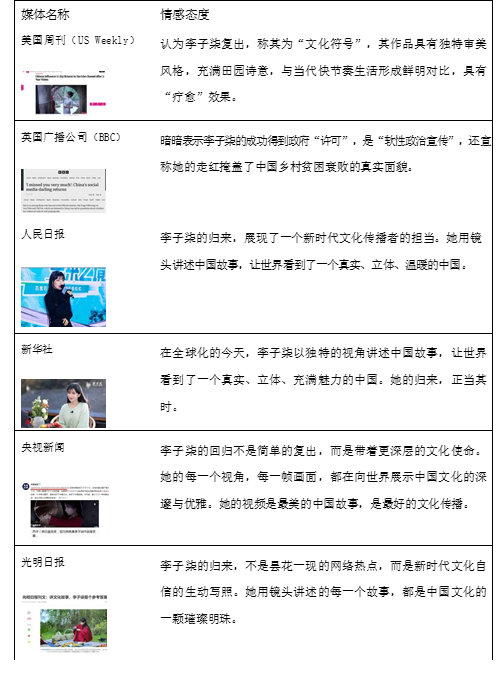 媒体名称
情感态度
美国周刊（US Weekly）
认为李子柒复出，称其为“文化符号”，其作品具有独特审美
风格，充满田园诗意，与当代快节奏生活形成鲜明对比，具有
“疗愈”效果。
英国广播公司（BBC）
暗暗表示李子柒的成功得到政府“许可”，是“软性政治宣传”，还宣
称她的走红掩盖了中国乡村贫困衰败的真实面貌。
I missed you very much! China's social
media darling returns
人民日报
李子柒的归来，展现了一个新时代文化传播者的担当。她用
镜头讲述中国故事，让世界看到了一个真实、立体、温暖的中国。
新华社
在全球化的今天，李子柒以独特的视角讲述中国故事，让世界
看到了一个真实、立体、充满魅力的中国。她的归来，正当其
时。
央视新闻
李子柒的回归不是简单的复出，而是带着更深层的文化使命。
她的每一个视角，每一帧画面，都在向世界展示中国文化的深
邃与优雅。她的视频是最美的中国故事，是最好的文化传播。
光明日报
李子柒的归来，不是昙花一现的网络热点，而是新时代文化自
信的生动写照。她用镜头讲述的每一个故事，都是中国文化的
一颗璀璨明珠。